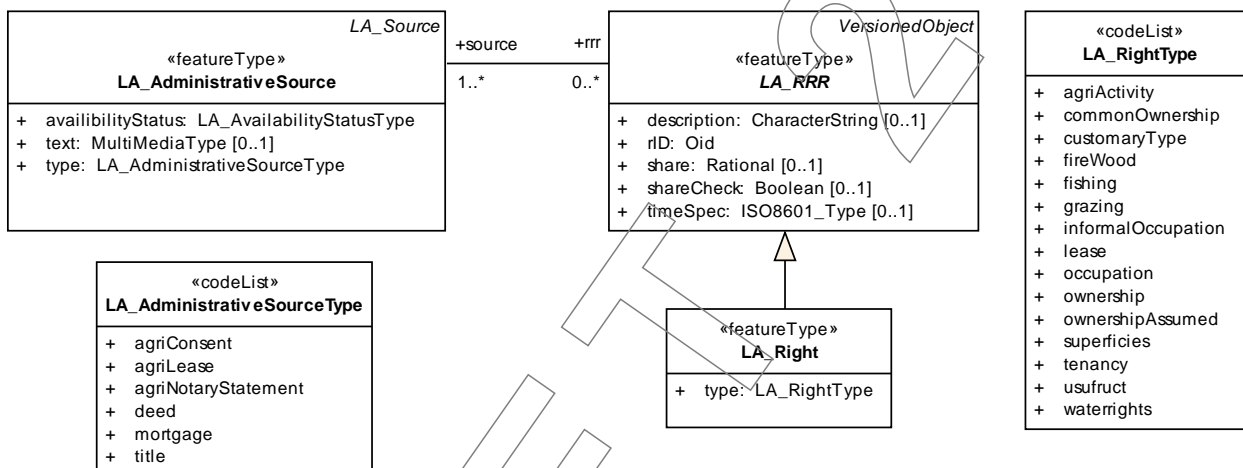 LA_Source
«featureType»
LA_AdministrativeSource
+ availibilityStatus: LA_AvailabilityStatusType
+ text: MultiMediaType [0..1]
+ type: LA_AdministrativeSourceType
+source
+rrr
1..*
0..*
VersionedObject
«featureType»
LA_RRR
+ description: CharacterString [0..1]
+ rID: Oid
+ share: Rational [0..1]
+ shareCheck: Boolean [0..1]
+ timeSpec: ISO8601_Type [0..1]
«codeList»
LA_RightType
+ agriActivity
+ commonOwnership
+ customaryType
+ fireWood
+ fishing
+ grazing
+ informalOccupation
+ lease
+ occupation
+ ownership
+ ownershipAssumed
+ superficies
+ tenancy
+ usufruct
+ waterrights
«codeList»
LA_AdministrativeSourceType
+ agriConsent
+ agriLease
+ agriNotaryStatement
+ deed
+ mortgage
+ title
«featureType»
LA_Right
+ type: LA_RightType